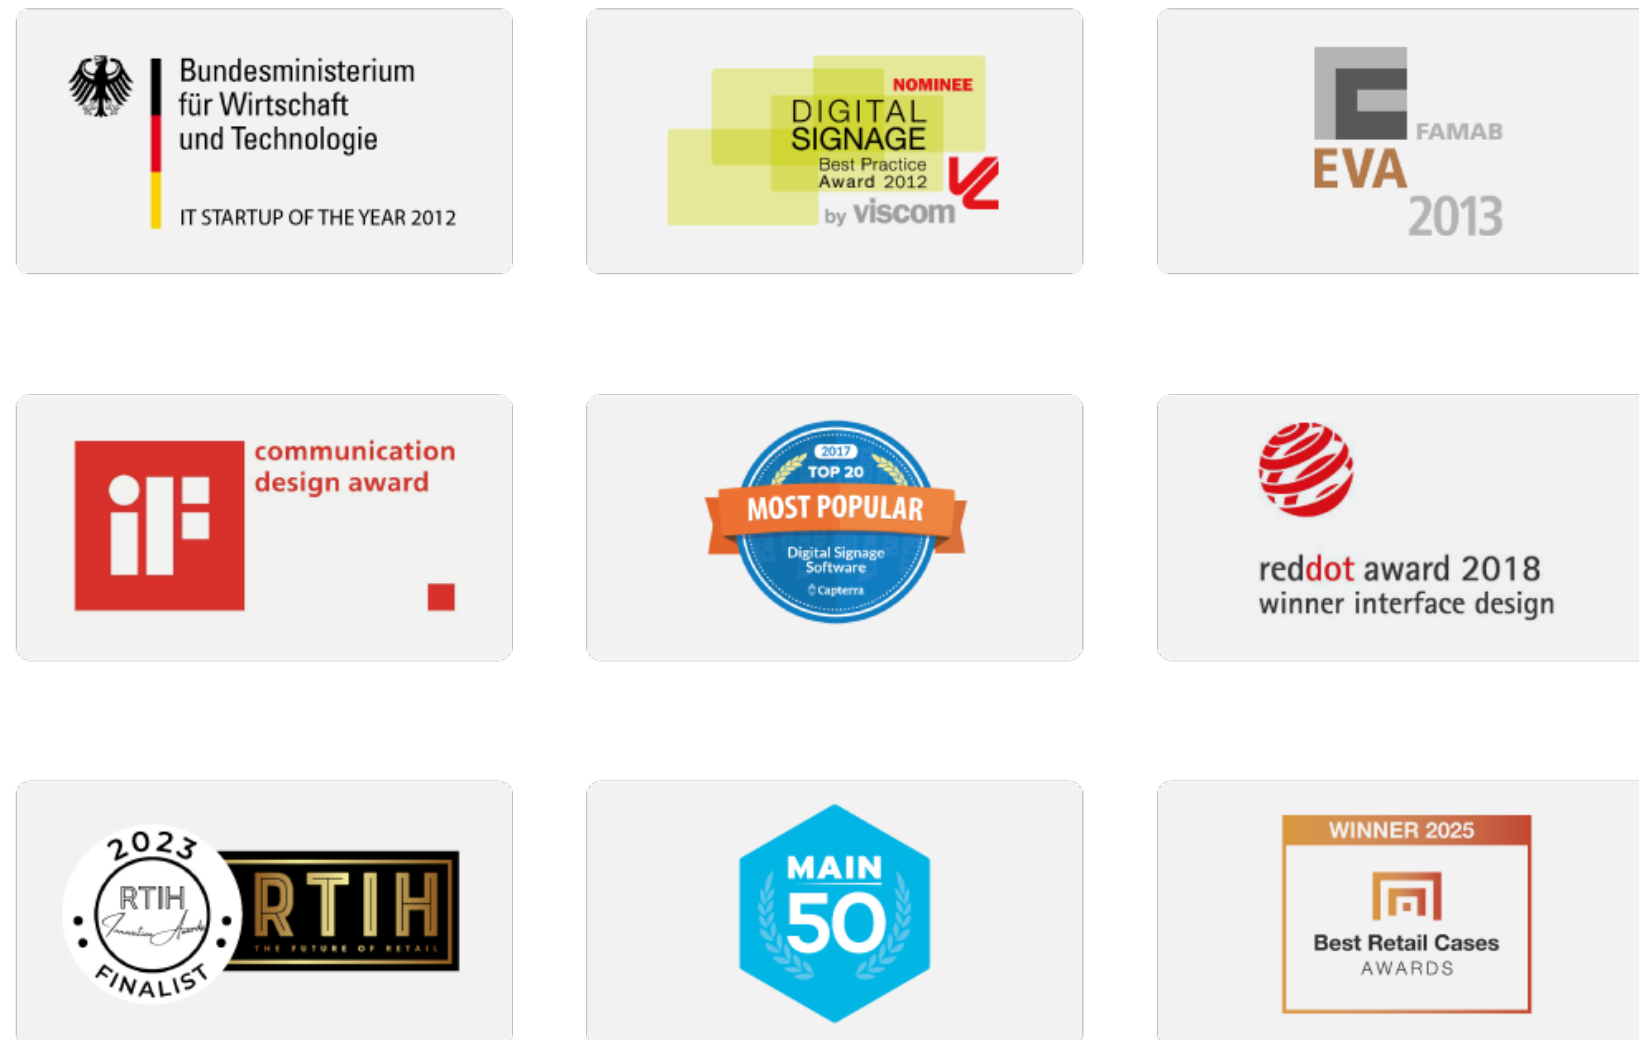 Bundesministerium
für Wirtschaft
und Technologie
IT STARTUP OF THE YEAR 2012
NOMINEE
DIGITAL
SIGNAGE
Best Practice
Award 2012
by viscom
FAMAB
EVA
2013
iF
communication
design award
2017
TOP 20
MOST POPULAR
Digital Signage
Software
Capterra
reddot award 2018
winner interface design
2023
RTIH
Innovation Awards
FINALIST
RTIH
THE FUTURE OF RETAIL
MAIN
50
WINNER 2025
Best Retail Cases
AWARDS